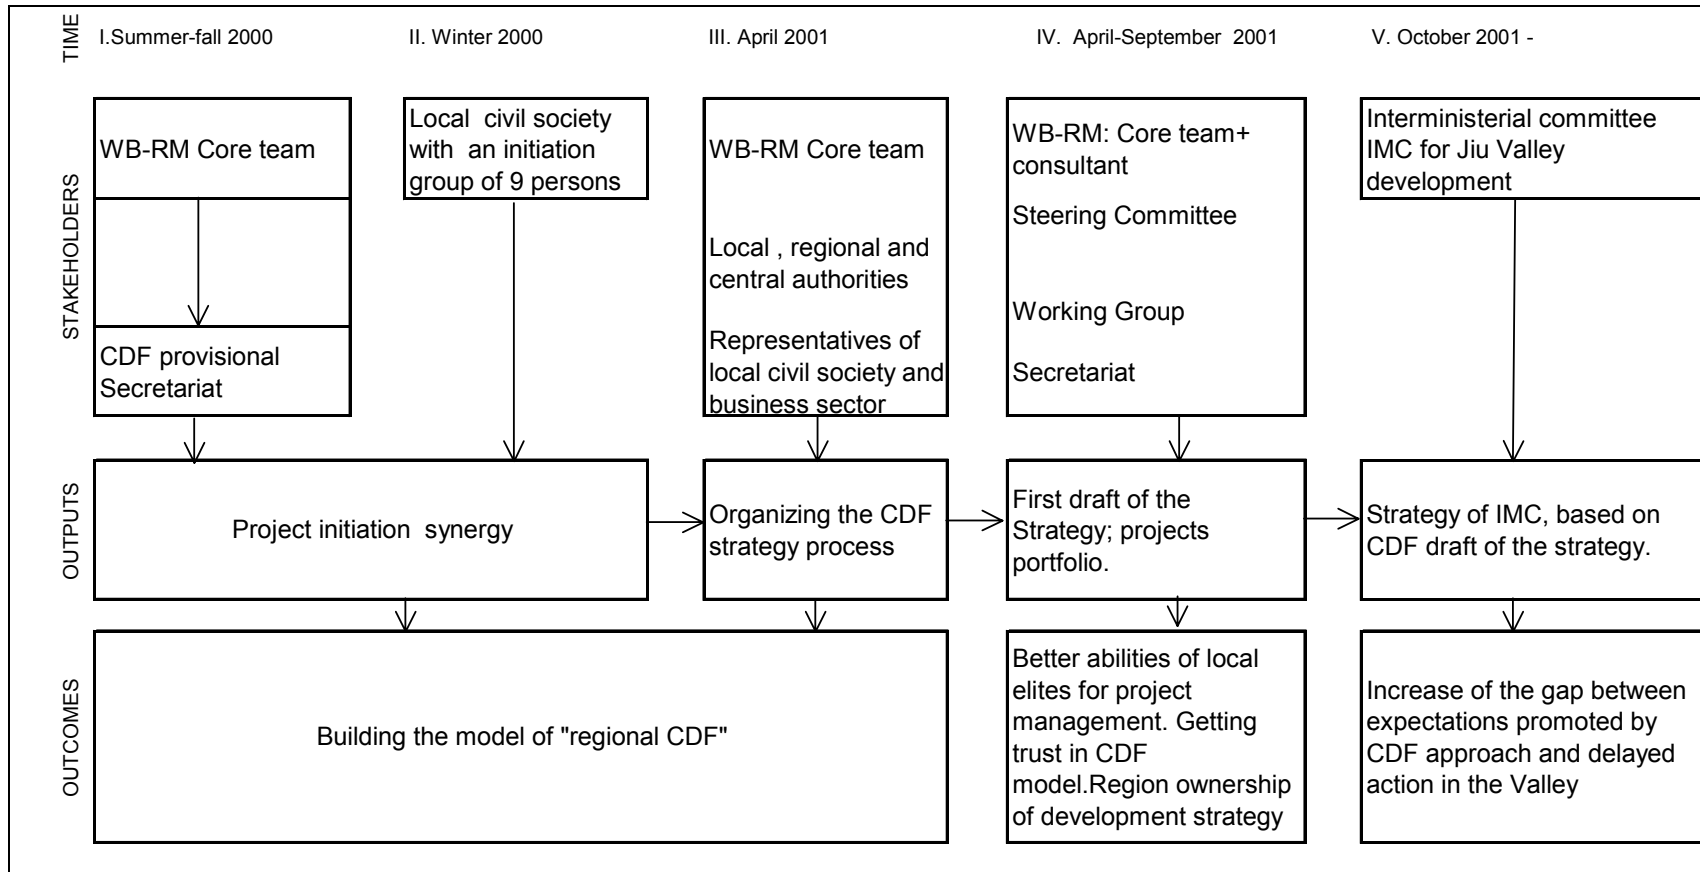 TIME
I.Summer-fall 2000
II. Winter 2000
III. April 2001
IV. April-September 2001
V. October 2001 -
STAKEHOLDERS
WB-RM Core team
CDF provisional
Secretariat
Local civil society
with an initiation
group of 9 persons
WB-RM Core team
Local , regional and
central authorities
Representatives of
local civil society and
business sector
WB-RM: Core team+
consultant
Steering Committee
Working Group
Secretariat
Interministerial committee
IMC for Jiu Valley
development
OUTPUTS
Project initiation synergy
Organizing the CDF
strategy process
First draft of the
Strategy; projects
portfolio.
Strategy of IMC, based on
CDF draft of the strategy.
OUTCOMES
Building the model of "regional CDF"
Better abilities of local
elites for project
management. Getting
trust in CDF
model.Region ownership
of development strategy
Increase of the gap between
expectations promoted by
CDF approach and delayed
action in the Valley